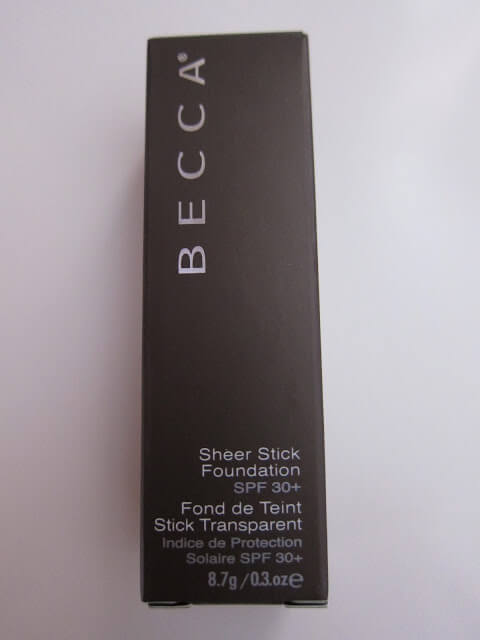 BECCA®
Sheer Stick
Foundation
SPF 30+
Fond de Teint
Stick Transparent
Indice de Protection
Solaire SPF 30+
8.7g/0.3.oz℮